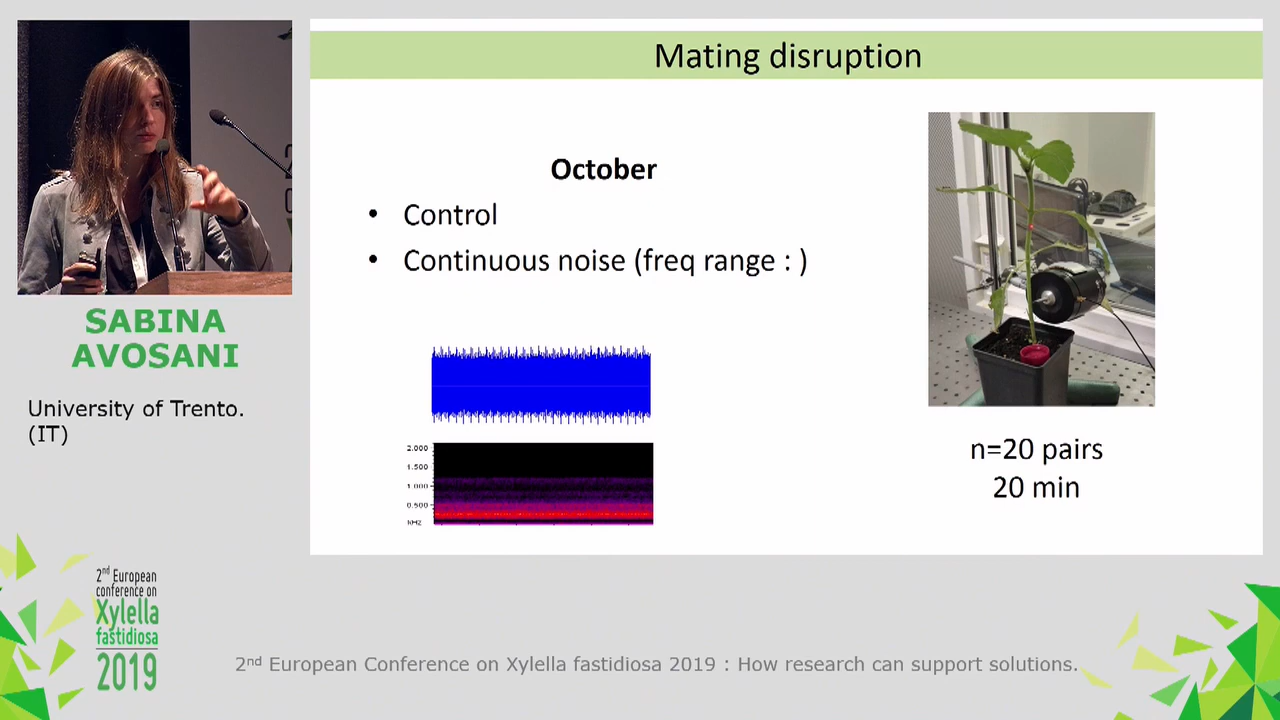 Mating disruption
October
• Control
• Continuous noise (freq range : )
2.000
1.500
1.000
0.500
kHZ
n=20 pairs
20 min
SABINA
AVOSANI
University of Trento.
(IT)
2nd European
conference on
Xylella
fastidiosa
2019
2nd European Conference on Xylella fastidiosa 2019 : How research can support solutions.